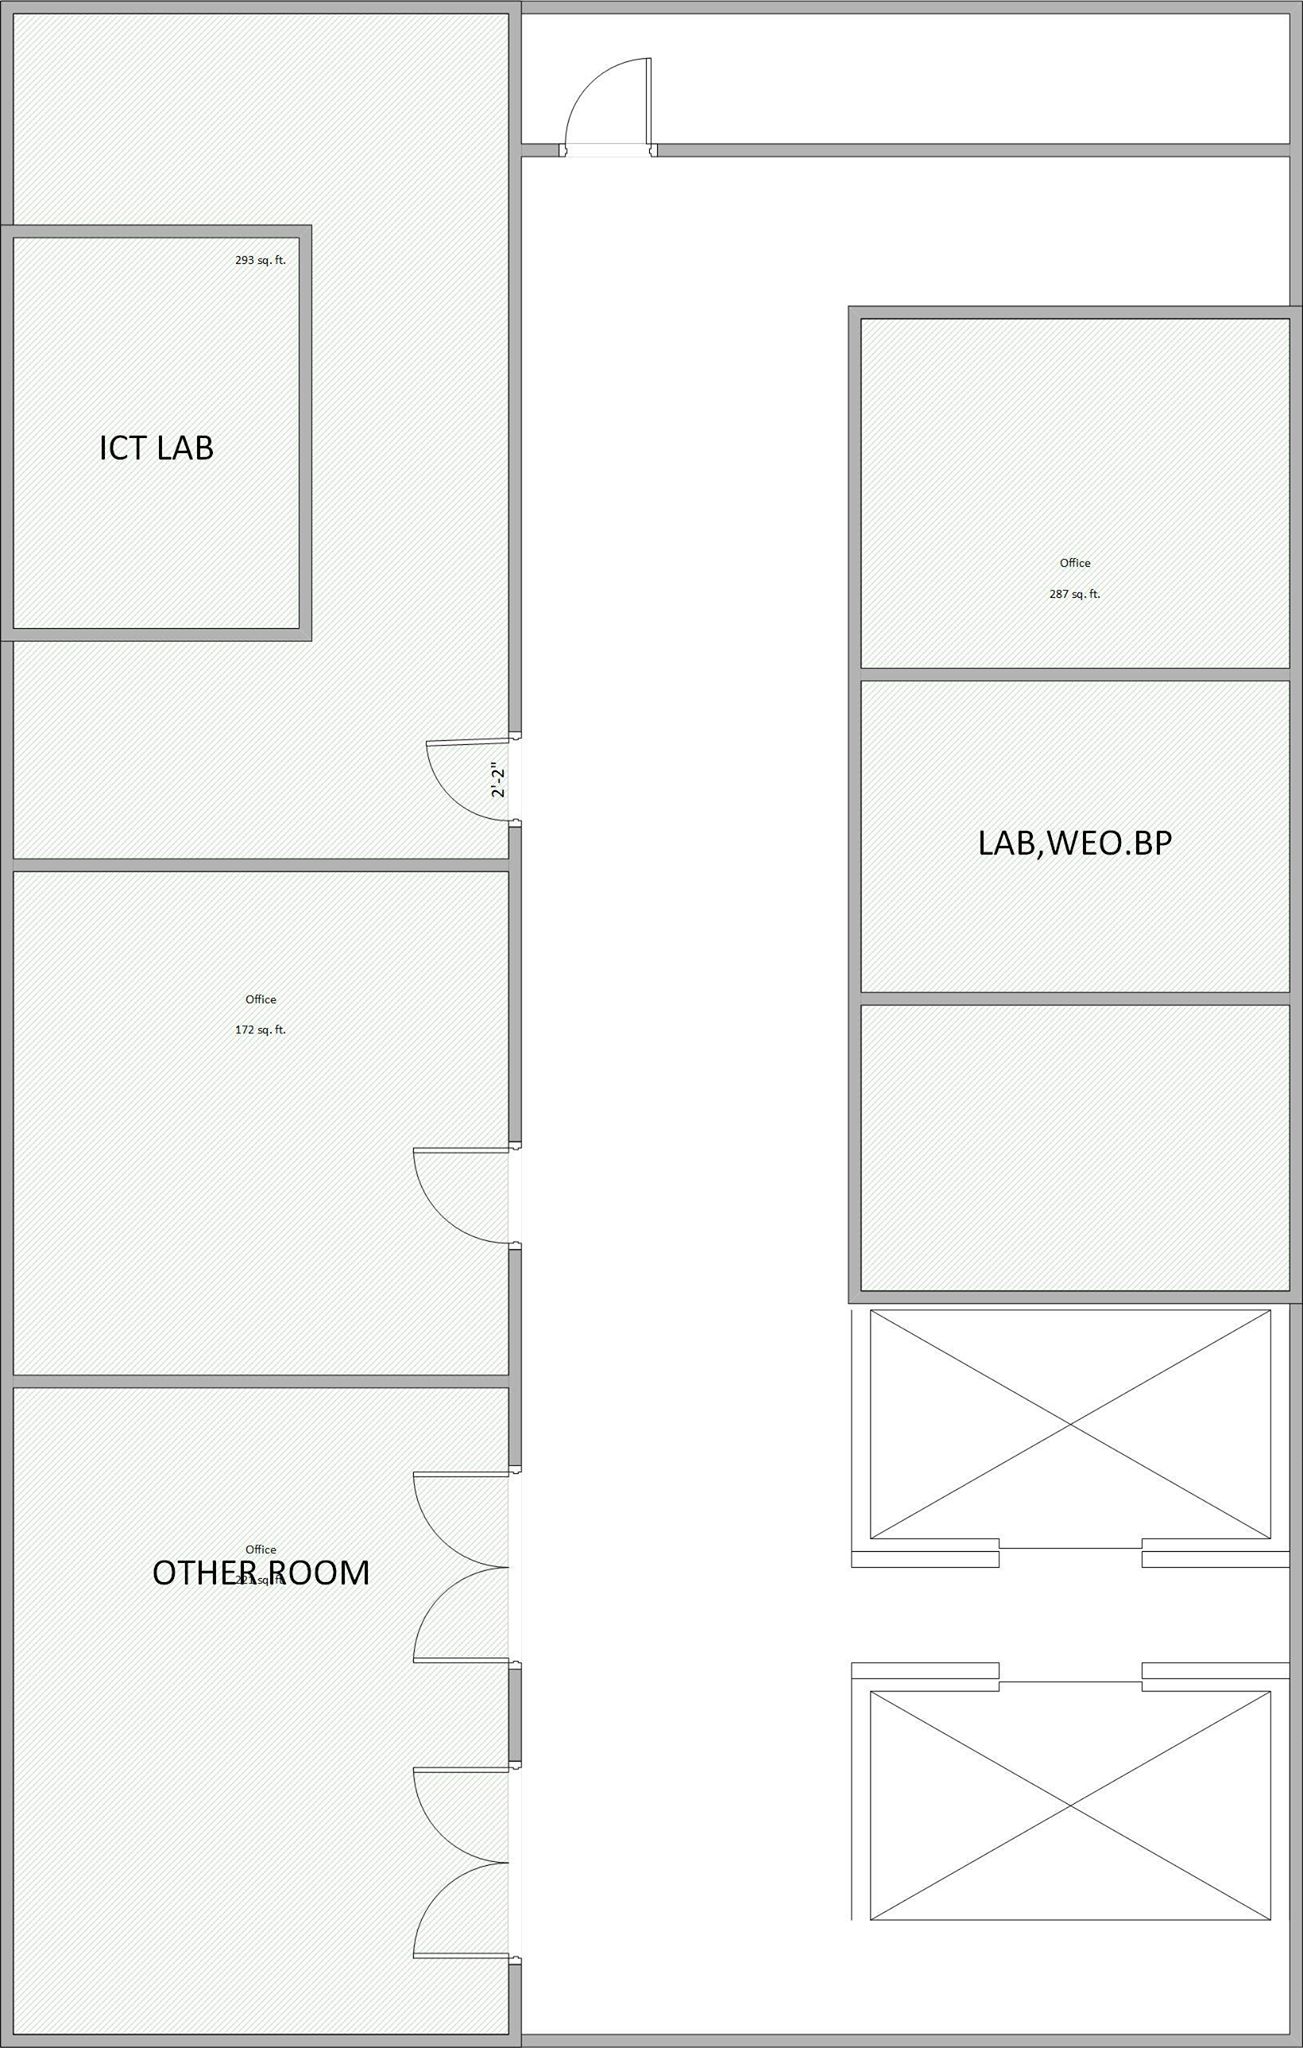 293 sq. ft.
ICT LAB
Office
287 sq. ft.
2'-2"
LAB,WEO.BP
Office
172 sq. ft.
Office
OTHER ROOM
221 sq. ft.